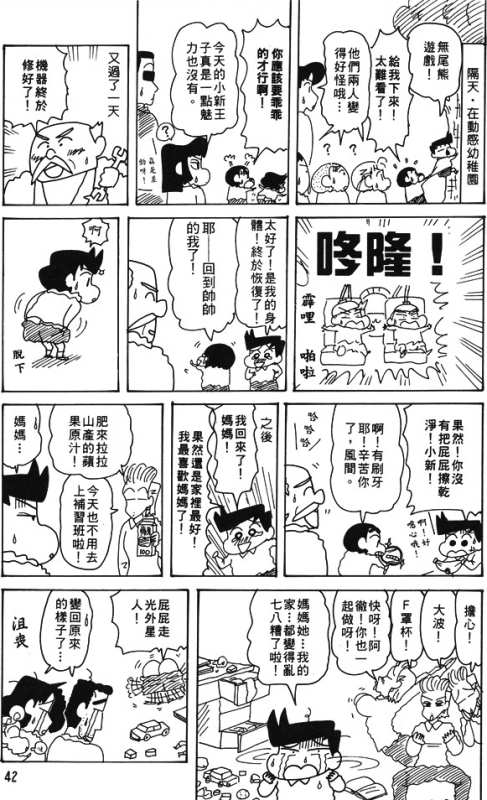 隔天‧在動感幼稚園
無尾熊
遊戲！
給我下來！
太難看了！
他們兩人變
得好怪哦…
你應該要乖乖
的才行啊！
今天的小新王
子真是一點魅
力也沒有。
？
又過了一天
機器終於
修好了！
咚隆！
霹哩
啪啦
太好了！是我的身
體！終於恢復了！
耶——回到帥帥
的我了！
啊
脫下
果然！你沒
有把屁屁擦乾
淨！小新！
啊！好
噁心哦！
啊！有刷牙
耶！辛苦你
了，風間。
哈
哈
哈
之後
我回來了！
媽媽！
果然還是家裡最好！
我最喜歡媽媽了！
肥來拉拉
山產的蘋
果原汁！
今天也不用去
上補習班啦！
100
媽媽…
擔心！
大波！
F罩杯！
快呀！阿
徹！你也一
起做呀！
媽媽她…我的
家…都變得亂
七八糟了啦！
屁屁走
光外星
人！
變回原來
的樣子了…
沮喪
42